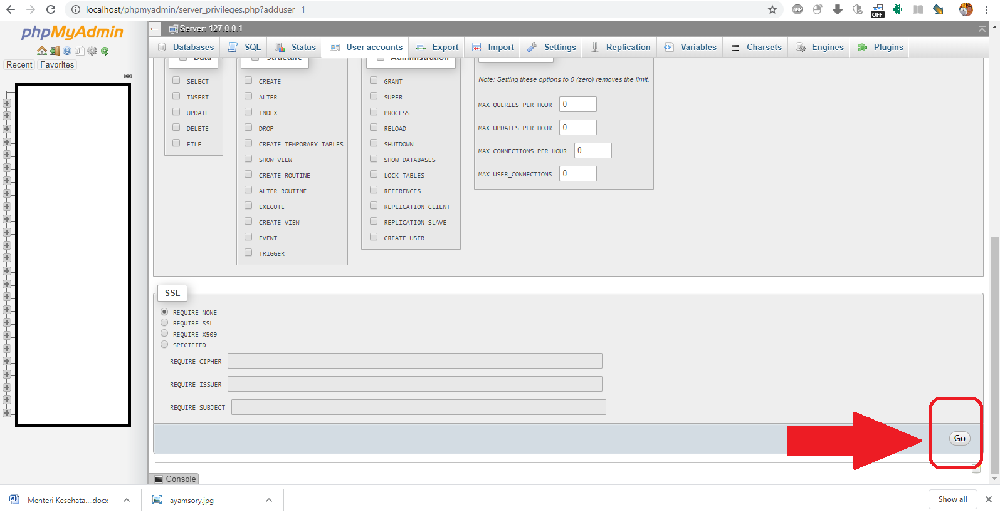 localhost/phpmyadmin/server_privileges.php?adduser=1
ABP
OFF
phpMyAdmin
Recent Favorites
Server: 127.0.0.1
Databases SQL Status User accounts Export Import Settings Replication Variables Charsets Engines Plugins
Data
SELECT
INSERT
UPDATE
DELETE
FILE
Structure
CREATE
ALTER
INDEX
DROP
CREATE TEMPORARY TABLES
SHOW VIEW
CREATE ROUTINE
ALTER ROUTINE
EXECUTE
CREATE VIEW
EVENT
TRIGGER
Administration
GRANT
SUPER
PROCESS
RELOAD
SHUTDOWN
SHOW DATABASES
LOCK TABLES
REFERENCES
REPLICATION CLIENT
REPLICATION SLAVE
CREATE USER
Note: Setting these options to 0 (zero) removes the limit.
MAX QUERIES PER HOUR 0
MAX UPDATES PER HOUR 0
MAX CONNECTIONS PER HOUR 0
MAX USER_CONNECTIONS 0
SSL
REQUIRE NONE
REQUIRE SSL
REQUIRE X509
SPECIFIED
REQUIRE CIPHER
REQUIRE ISSUER
REQUIRE SUBJECT
Go
Console
Menteri Kesehata....docx
ayamsory.jpg
Show all